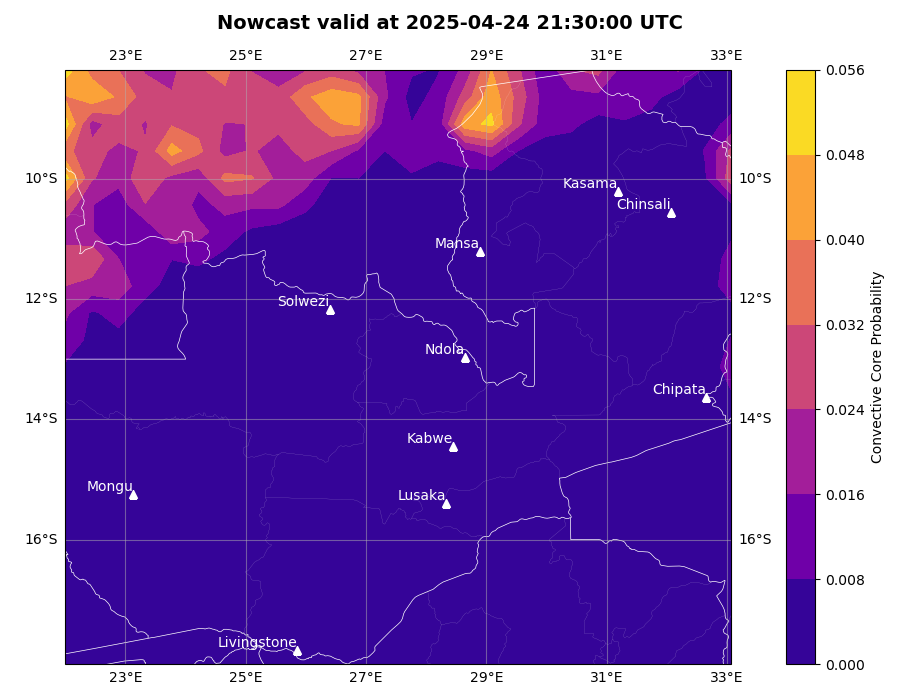 Nowcast valid at 2025-04-24 21:30:00 UTC
23°E 25°E 27°E 29°E 31°E 33°E
0.056
0.048
10°S Kasama 10°S
Chinsali
0.040
Mansa
12°S Solwezi 12°S
0.032
Ndola
Chipata
0.024
14°S 14°S
Kabwe
Mongu
Lusaka
0.016
16°S 16°S
0.008
Livingstone
0.000
23°E 25°E 27°E 29°E 31°E 33°E
Convective Core Probability